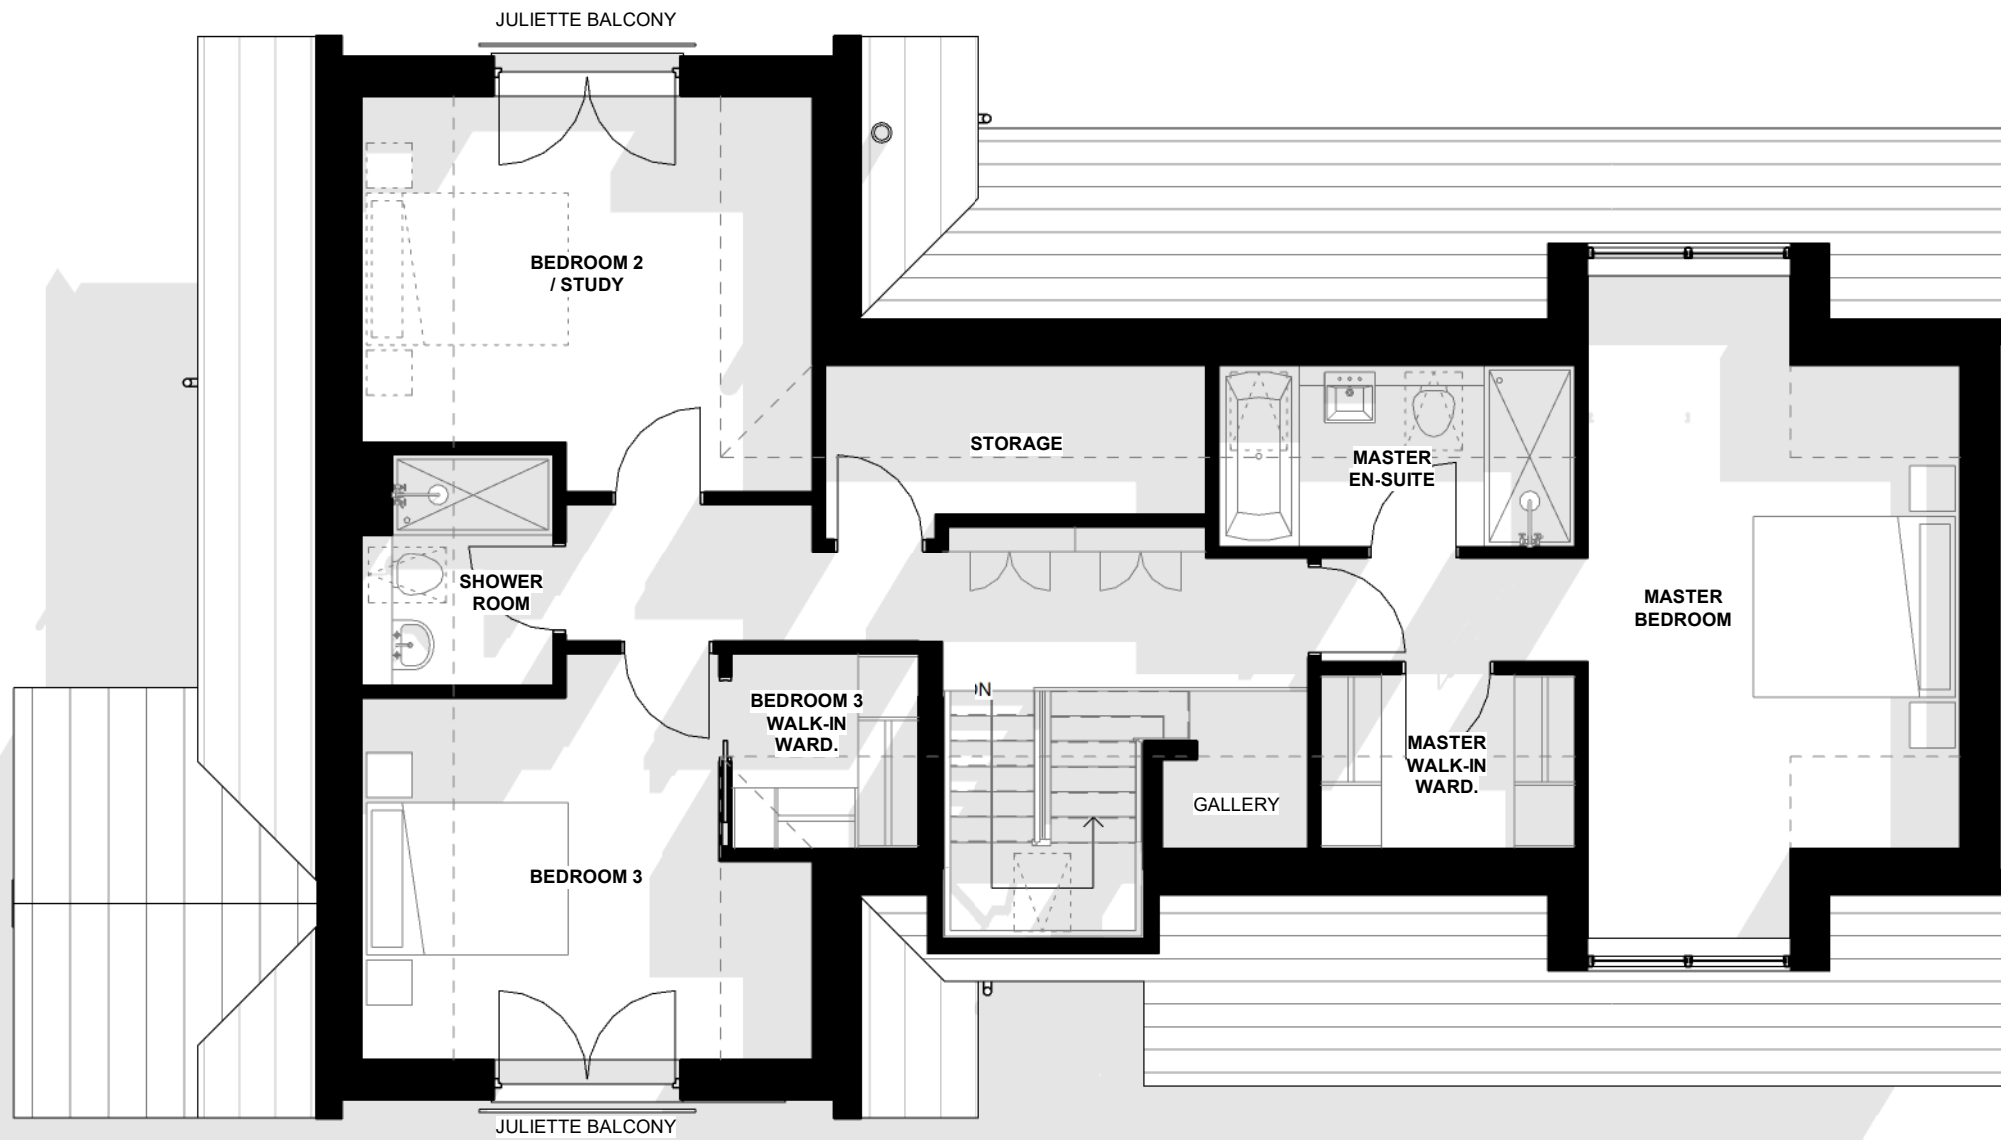 JULIETTE BALCONY
BEDROOM 2
/ STUDY
STORAGE
MASTER
EN-SUITE
SHOWER
ROOM
MASTER
BEDROOM
BEDROOM 3
WALK-IN
WARD.
MASTER
WALK-IN
WARD.
GALLERY
BEDROOM 3
JULIETTE BALCONY